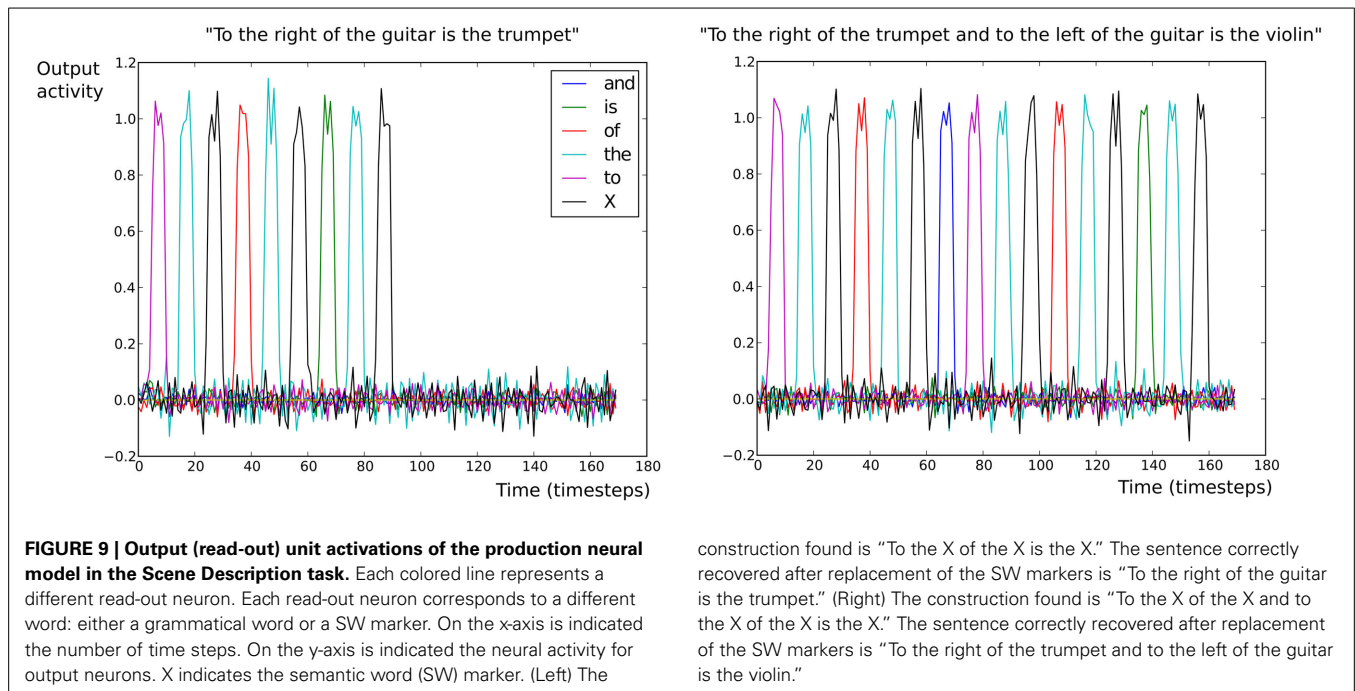 "To the right of the guitar is the trumpet"
Output
activity
1.2
1.0
0.8
0.6
0.4
0.2
0.0
−0.2
0
20
40
60
80
100
120
140
160
180
Time (timesteps)
and
is
of
the
to
X
"To the right of the trumpet and to the left of the guitar is the violin"
1.2
1.0
0.8
0.6
0.4
0.2
0.0
−0.2
0
20
40
60
80
100
120
140
160
180
Time (timesteps)
FIGURE 9 | Output (read-out) unit activations of the production neural
model in the Scene Description task. Each colored line represents a
different read-out neuron. Each read-out neuron corresponds to a different
word: either a grammatical word or a SW marker. On the x-axis is indicated
the number of time steps. On the y-axis is indicated the neural activity for
output neurons. X indicates the semantic word (SW) marker. (Left) The
construction found is “To the X of the X is the X.” The sentence correctly
recovered after replacement of the SW markers is “To the right of the guitar
is the trumpet.” (Right) The construction found is “To the X of the X and to
the X of the X is the X.” The sentence correctly recovered after replacement
of the SW markers is “To the right of the trumpet and to the left of the guitar
is the violin.”